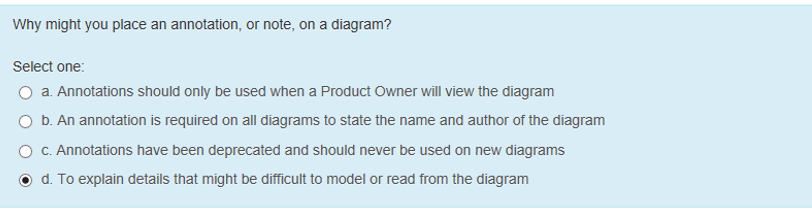 Why might you place an annotation, or note, on a diagram?
Select one:
a. Annotations should only be used when a Product Owner will view the diagram
b. An annotation is required on all diagrams to state the name and author of the diagram
c. Annotations have been deprecated and should never be used on new diagrams
d. To explain details that might be difficult to model or read from the diagram